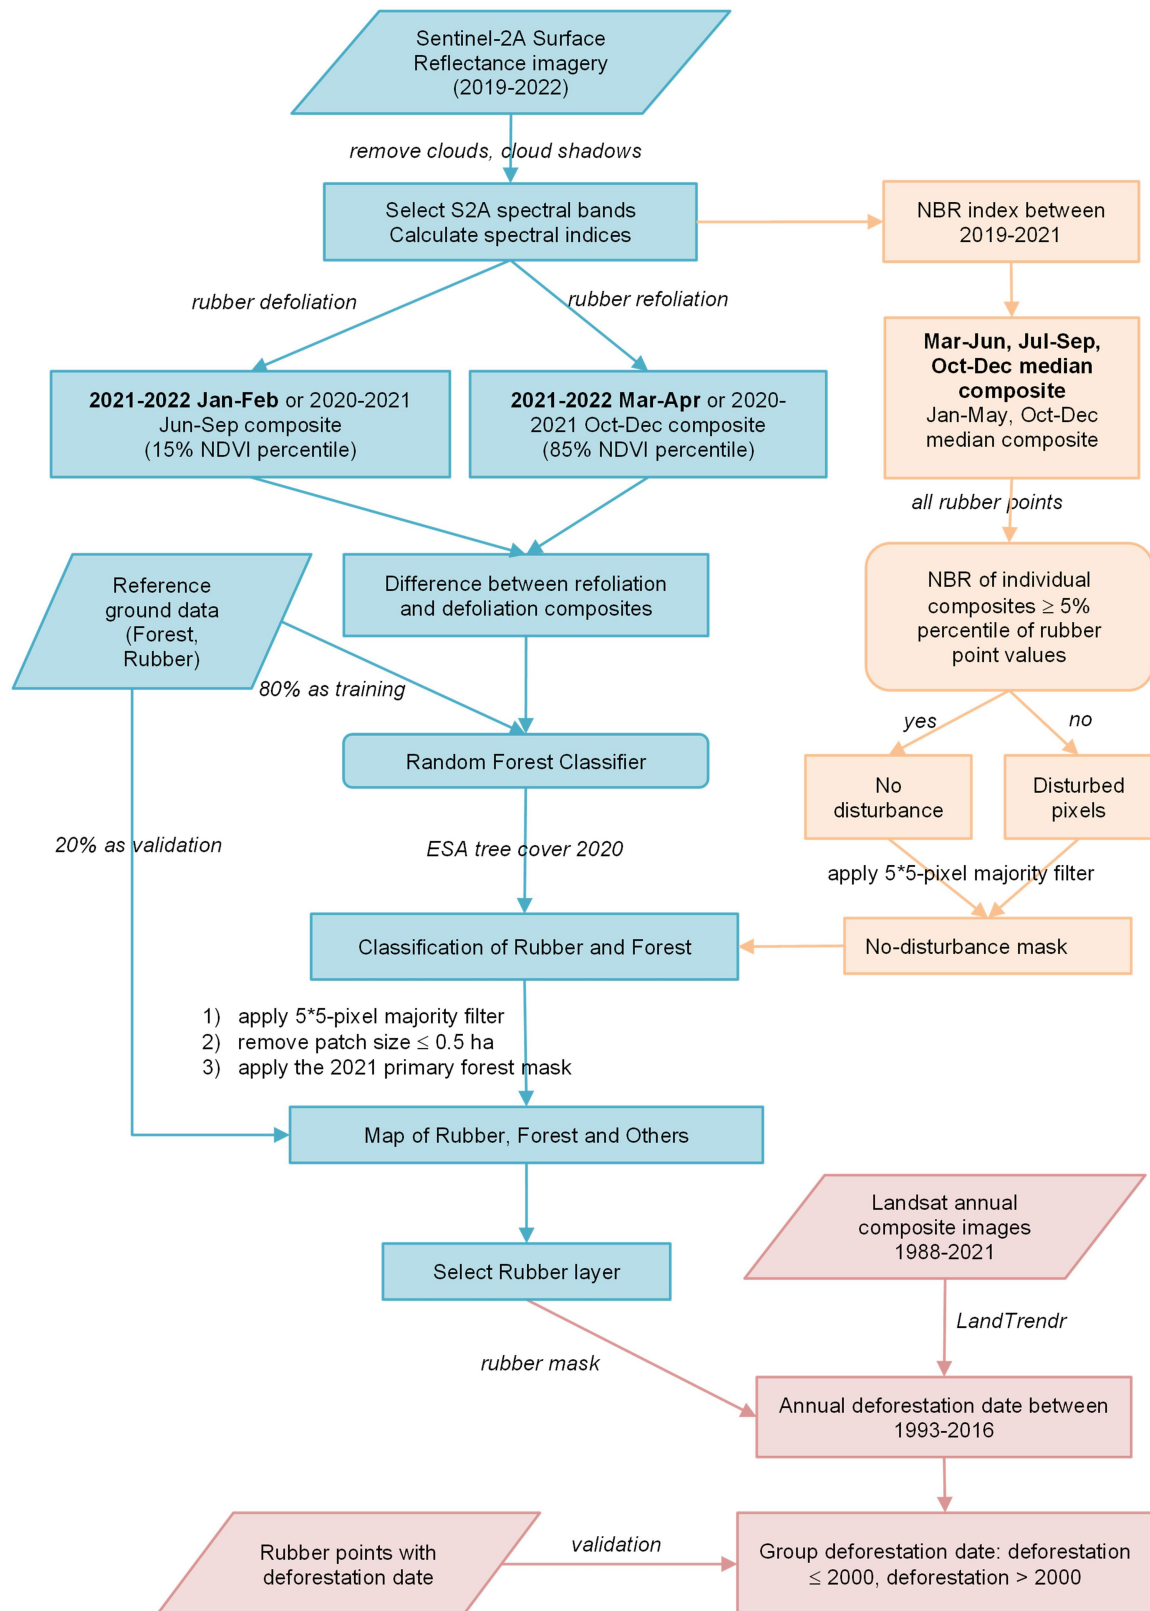 Sentinel-2A Surface
Reflectance imagery
(2019-2022)
remove clouds, cloud shadows
Select S2A spectral bands
Calculate spectral indices
NBR index between
2019-2021
rubber defoliation
rubber refoliation
2021-2022 Jan-Feb or 2020-2021
Jun-Sep composite
(15% NDVI percentile)
2021-2022 Mar-Apr or 2020-
2021 Oct-Dec composite
(85% NDVI percentile)
Mar-Jun, Jul-Sep,
Oct-Dec median
composite
Jan-May, Oct-Dec
median composite
all rubber points
Reference
ground data
(Forest,
Rubber)
Difference between refoliation
and defoliation composites
NBR of individual
composites ≥ 5%
percentile of rubber
point values
80% as training
yes
no
Random Forest Classifier
No
disturbance
Disturbed
pixels
20% as validation
ESA tree cover 2020
apply 5*5-pixel majority filter
Classification of Rubber and Forest
No-disturbance mask
1) apply 5*5-pixel majority filter
2) remove patch size ≤ 0.5 ha
3) apply the 2021 primary forest mask
Map of Rubber, Forest and Others
Landsat annual
composite images
1988-2021
Select Rubber layer
LandTrendr
rubber mask
Annual deforestation date between
1993-2016
Rubber points with
deforestation date
validation
Group deforestation date: deforestation
≤ 2000, deforestation > 2000